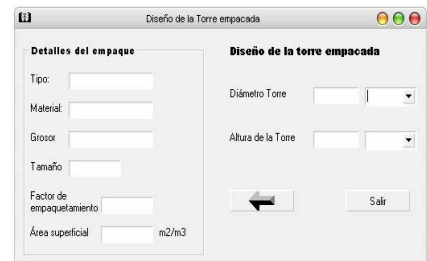 Diseño de la Torre empacada
Detalles del empaque
Tipo:
Material:
Grosor
Tamaño
Factor de
empaquetamiento
Área superficial m2/m3
Diseño de la torre empacada
Diámetro Torre
Altura de la Torre
Salir